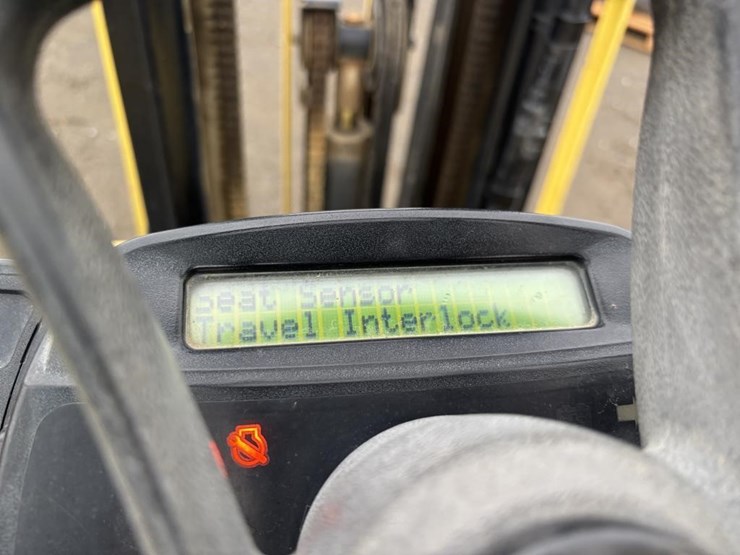 Seat Sensor
Travel Interlock